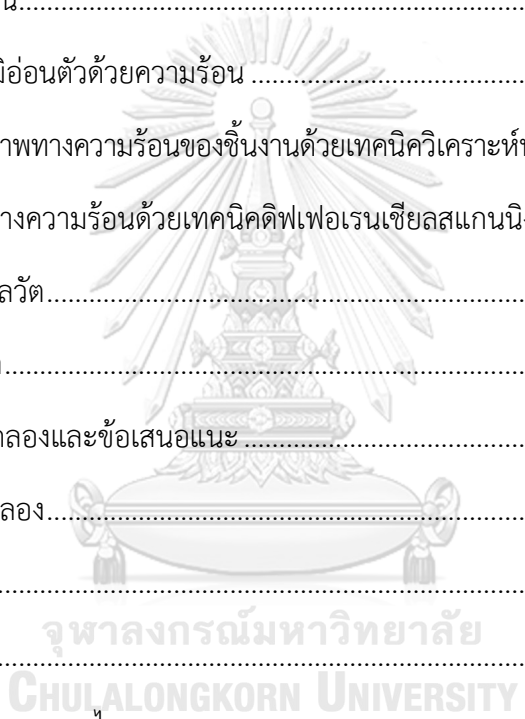 น........................................................................
มิอ่อนตัวด้วยความร้อน ........................................
าพทางความร้อนของชิ้นงานด้วยเทคนิควิเคราะห์
างความร้อนด้วยเทคนิคดิฟเฟอเรนเชียลสแกนนิ
ลวัต....................................................................
........................................................................
ลองและข้อเสนอแนะ ........................................
ลอง....................................................................
........................................................................
จุฬาลงกรณ์มหาวิทยาลัย
........................................................................
CHULALONGKORN UNIVERSITY